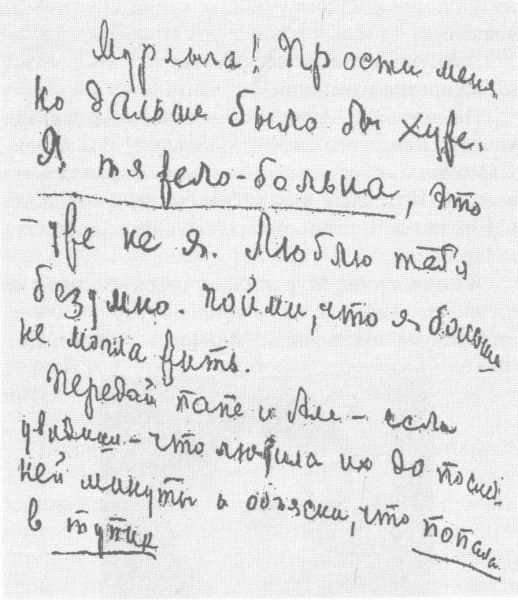 Мурлыга! Прости меня
но дальше было бы хуже.
Я тяжело-больна, это
– уже не я. Люблю тебя
безумно. Пойми, что я больше
не могла жить.
Передай папе и Але – если
увидишь – что любила их до послед-
ней минуты и объясни, что попала
в тупик